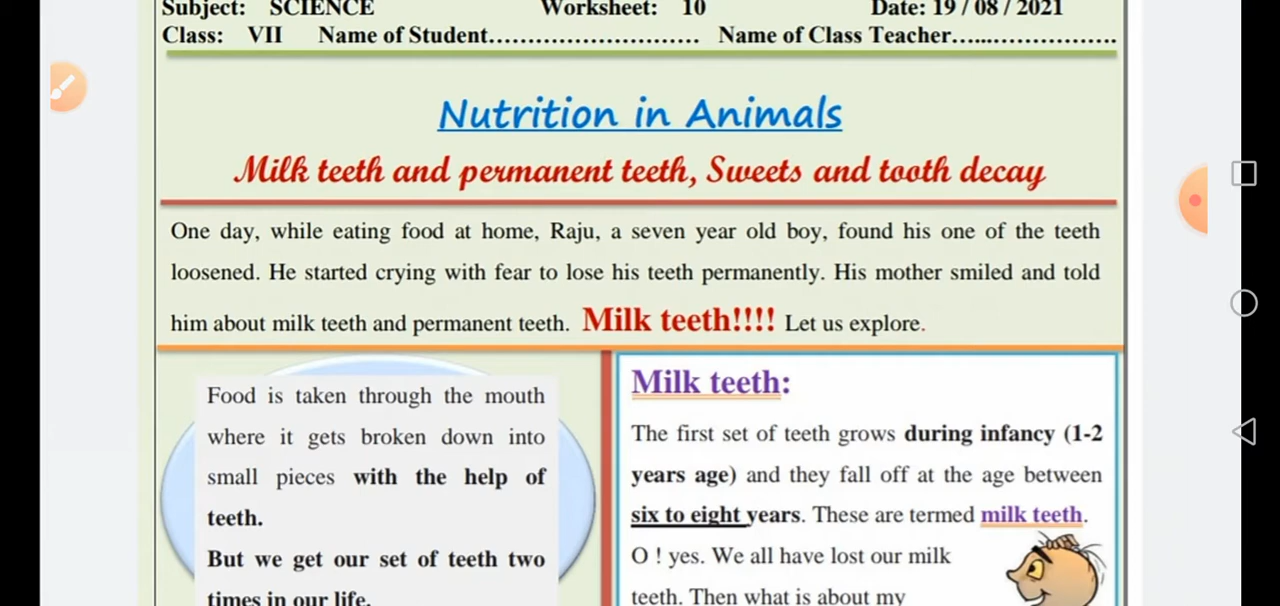 Subject: SCIENCE Worksheet: 10 Date: 19 / 08 / 2021
Class: VII Name of Student........................... Name of Class Teacher.....................
Nutrition in Animals
Milk teeth and permanent teeth, Sweets and tooth decay
One day, while eating food at home, Raju, a seven year old boy, found his one of the teeth
loosened. He started crying with fear to lose his teeth permanently. His mother smiled and told
him about milk teeth and permanent teeth. Milk teeth!!!! Let us explore.
Food is taken through the mouth
where it gets broken down into
small pieces with the help of
teeth.
But we get our set of teeth two
times in our life.
Milk teeth:
The first set of teeth grows during infancy (1-2
years age) and they fall off at the age between
six to eight years. These are termed milk teeth.
O ! yes. We all have lost our milk
teeth. Then what is about my